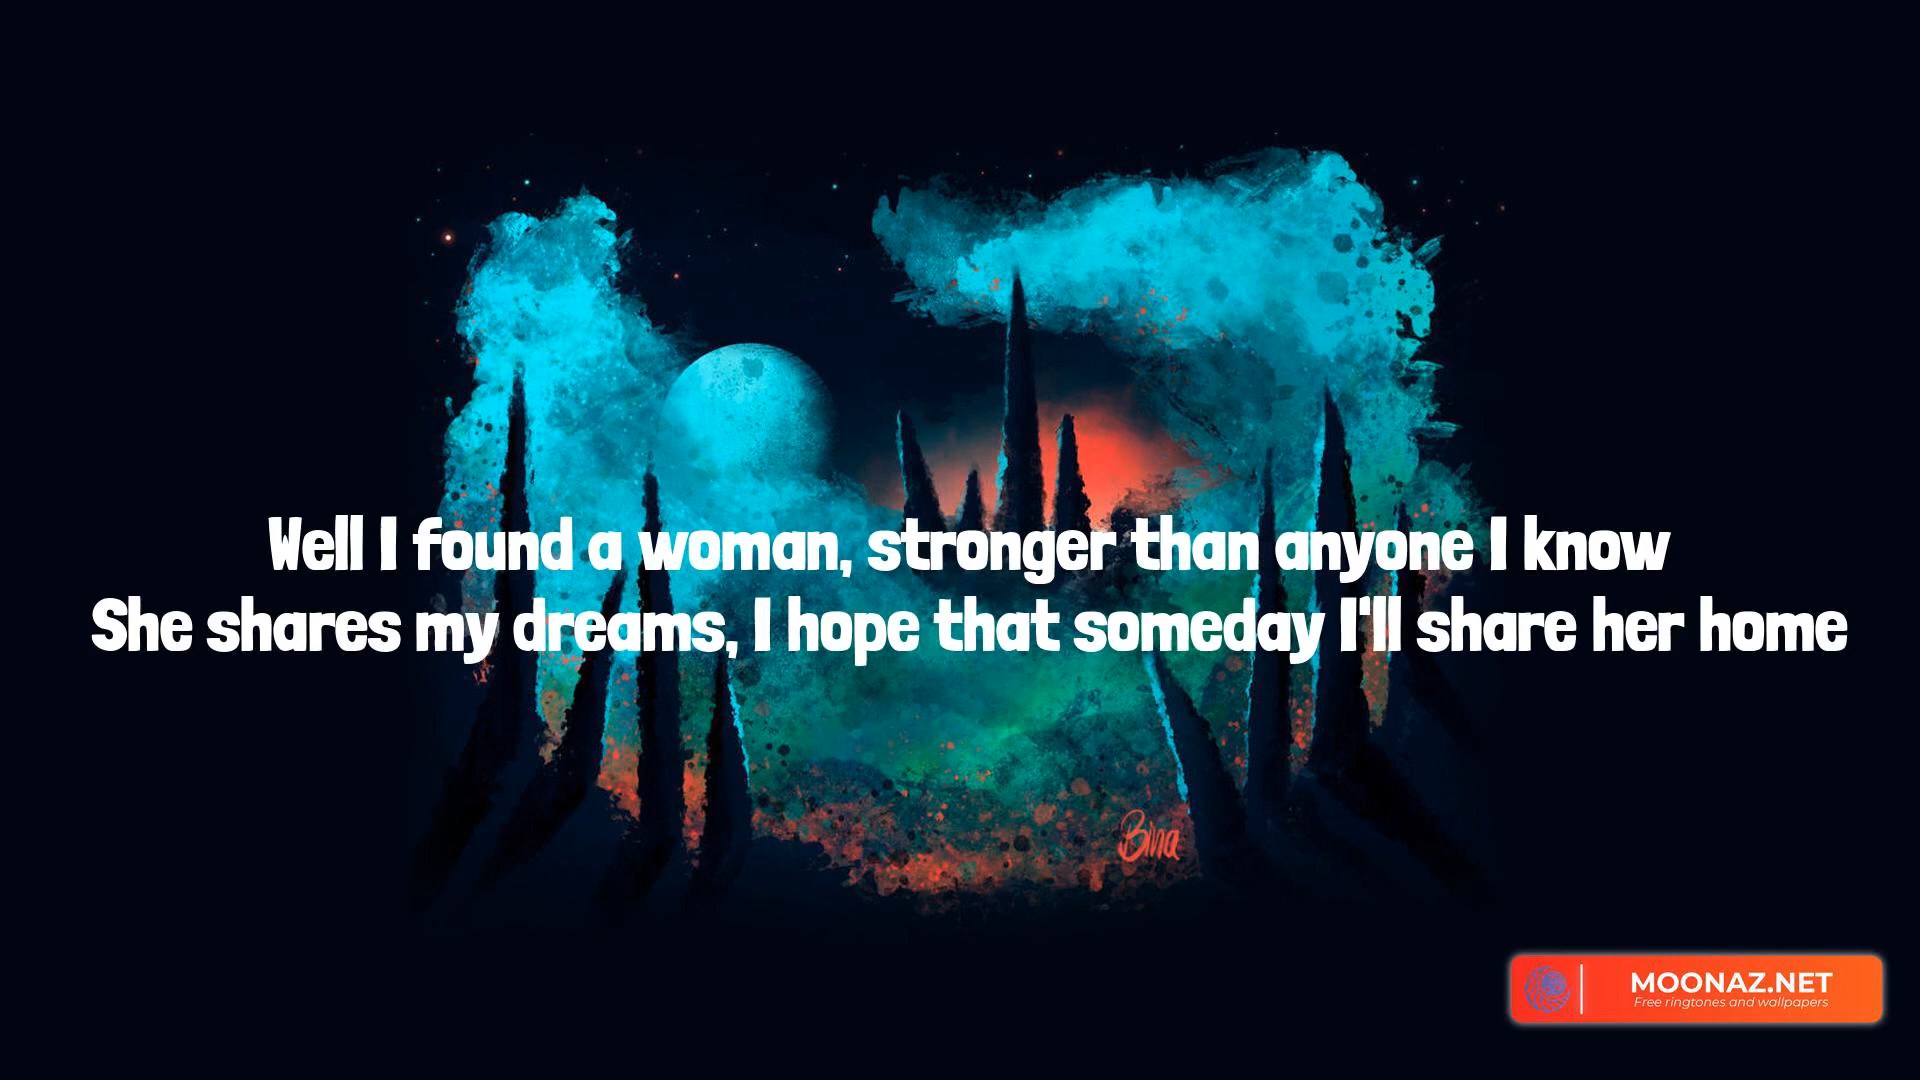 Well I found a woman, stronger than anyone I know
She shares my dreams, I hope that someday I'll share her home
Bina
MOONAZ.NET
Free ringtones and wallpapers